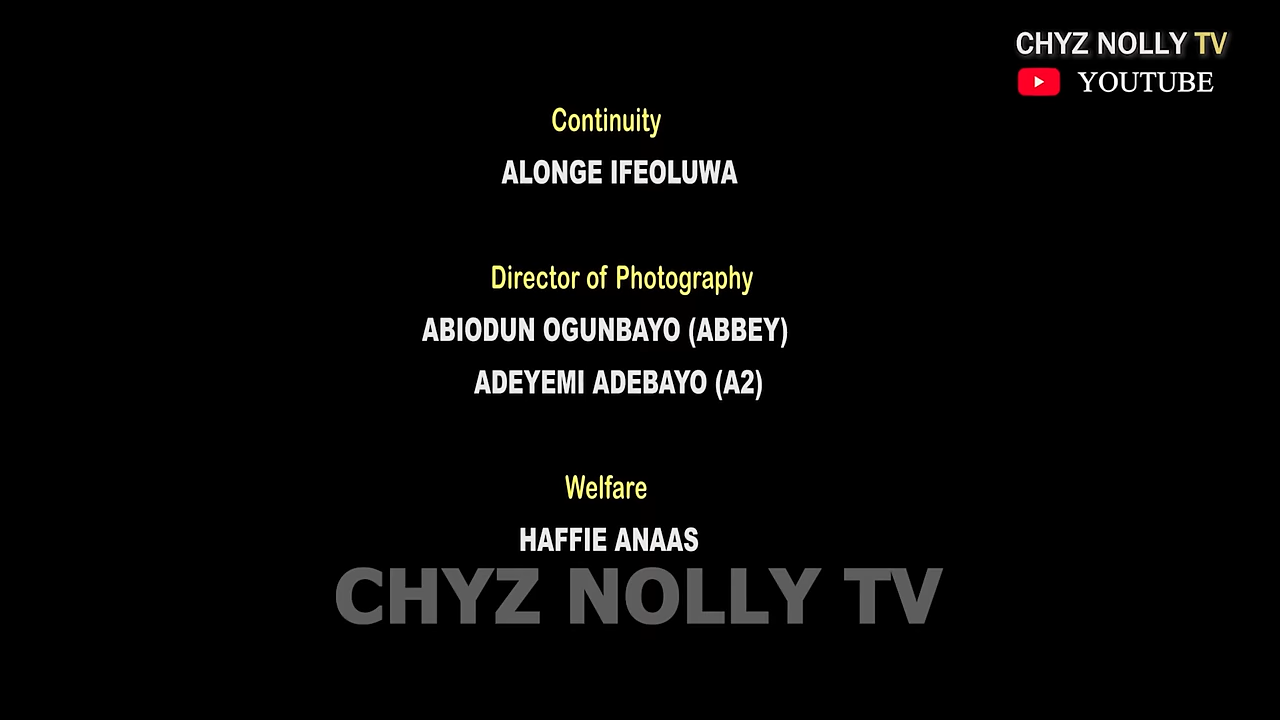 CHYZ NOLLY TV
YOUTUBE
Continuity
ALONGE IFEOLUWA
Director of Photography
ABIODUN OGUNBAYO (ABBEY)
ADEYEMI ADEBAYO (A2)
Welfare
HAFFIE ANAAS
CHYZ NOLLY TV